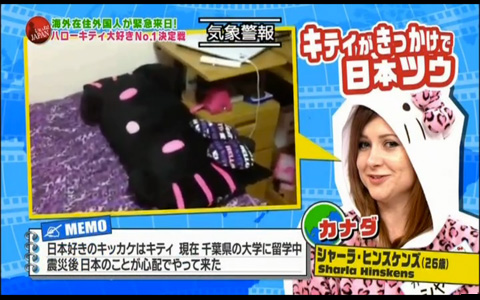 海外在住外国人が緊急来日!
JAPAN
ハローキティ大好きNo.1決定戦
気象警報
キティがきっかけで
日本ツウ
MEMO
日本好きのキッカケはキティ 現在 千葉県の大学に留学中
震災後 日本のことが心配でやって来た
カナダ
シャーラ・ヒンスケンズ(26歳)
Sharla Hinskens